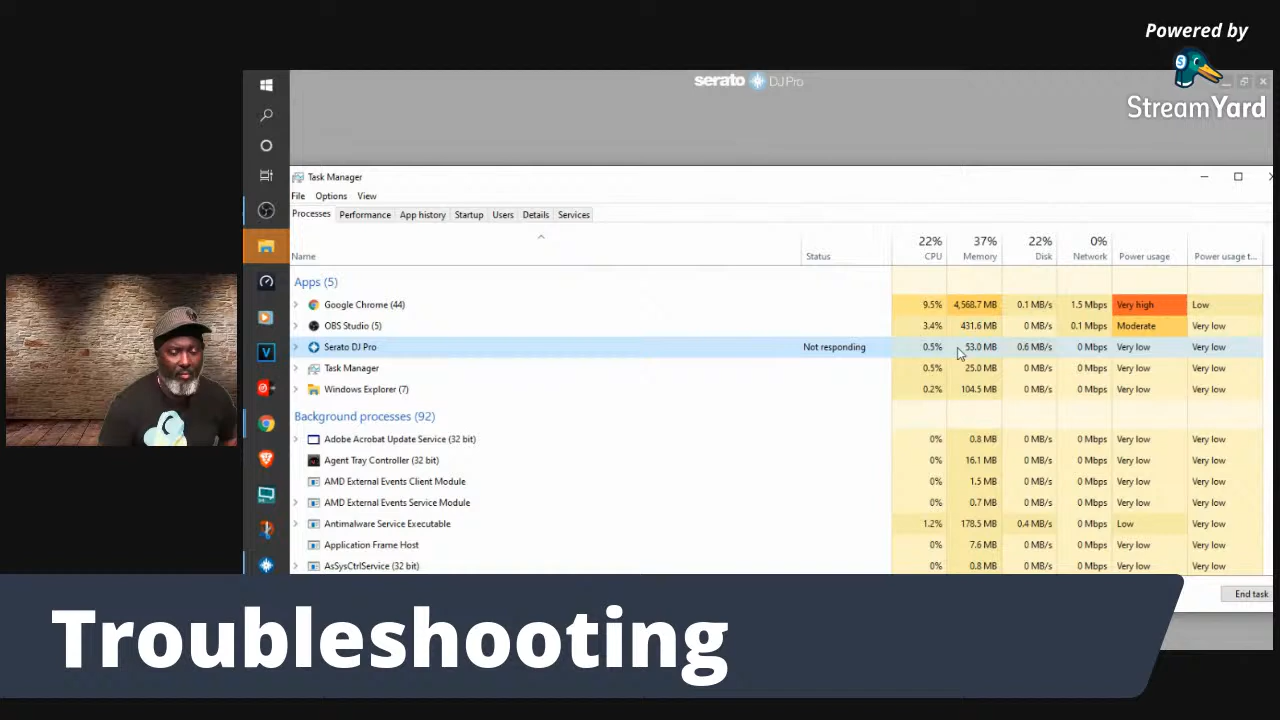 Powered by
StreamYard
serato DJ Pro
Task Manager
File Options View
Processes Performance App history Startup Users Details Services
22% 37% 22% 0%
Name Status CPU Memory Disk Network Power usage Power usage t...
Apps (5)
Google Chrome (44) 9.5% 4,568.7 MB 0.1 MB/s 1.5 Mbps Very high Low
OBS Studio (5) 3.4% 431.6 MB 0 MB/s 0.1 Mbps Moderate Very low
Serato DJ Pro Not responding 0.5% 53.0 MB 0.6 MB/s 0 Mbps Very low Very low
Task Manager 0.5% 25.0 MB 0 MB/s 0 Mbps Very low Very low
Windows Explorer (7) 0.2% 104.5 MB 0 MB/s 0 Mbps Very low Very low
Background processes (92)
Adobe Acrobat Update Service (32 bit) 0% 0.8 MB 0 MB/s 0 Mbps Very low Very low
Agent Tray Controller (32 bit) 0% 16.1 MB 0 MB/s 0 Mbps Very low Very low
AMD External Events Client Module 0% 1.5 MB 0 MB/s 0 Mbps Very low Very low
AMD External Events Service Module 0% 0.7 MB 0 MB/s 0 Mbps Very low Very low
Antimalware Service Executable 1.2% 178.5 MB 0.4 MB/s 0 Mbps Low Very low
Application Frame Host 0% 7.6 MB 0 MB/s 0 Mbps Very low Very low
AsSysCtrlService (32 bit) 0% 0.8 MB 0 MB/s 0 Mbps Very low Very low
End task
Troubleshooting